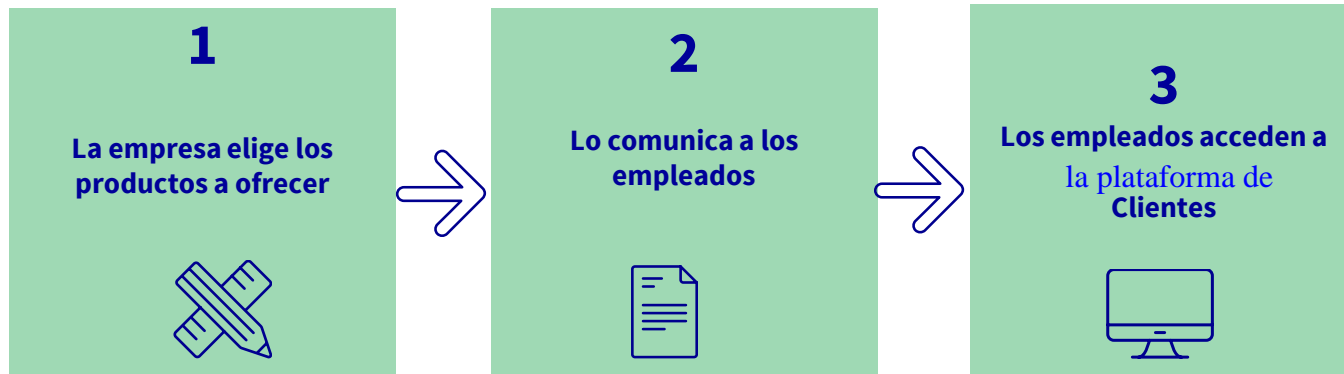 1
La empresa elige los
productos a ofrecer
2
Lo comunica a los
empleados
3
Los empleados acceden a
la plataforma de
Clientes